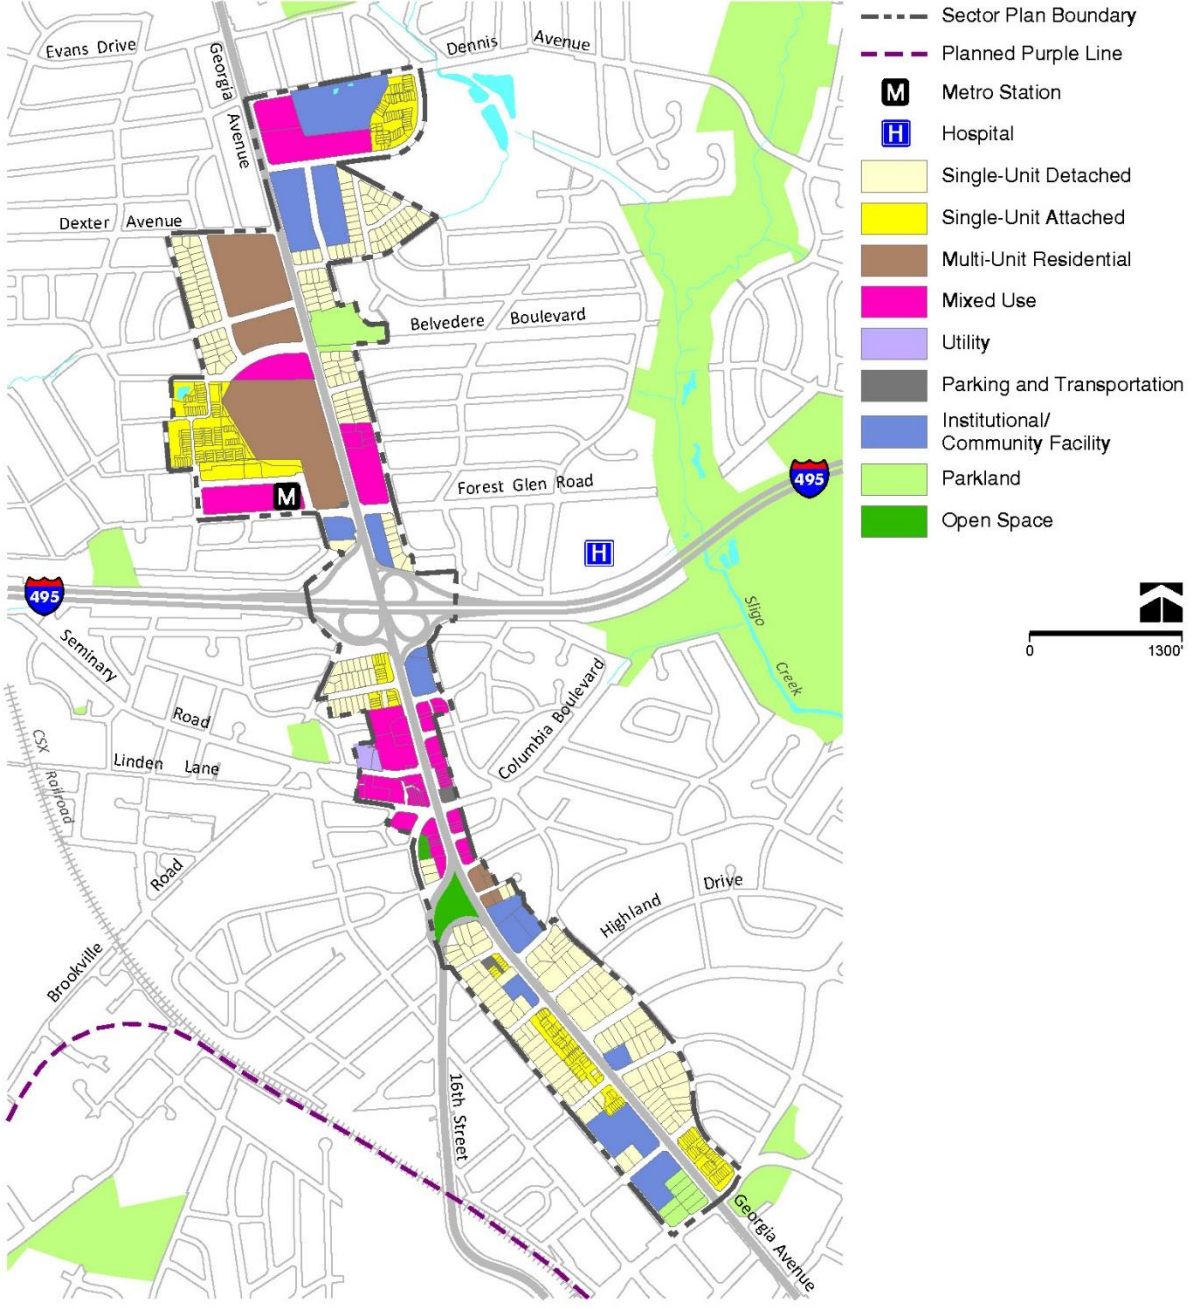 Evans Drive
Georgia Avenue
Dennis Avenue
Dexter Avenue
Belvedere Boulevard
Forest Glen Road
M
H
495
495
Sligo Creek
Seminary Road
Linden Lane
Columbia Boulevard
CSX Railroad
Brookville Road
Highland Drive
16th Street
Georgia Avenue
Sector Plan Boundary
Planned Purple Line
M Metro Station
H Hospital
Single-Unit Detached
Single-Unit Attached
Multi-Unit Residential
Mixed Use
Utility
Parking and Transportation
Institutional/
Community Facility
Parkland
Open Space
0 1300'